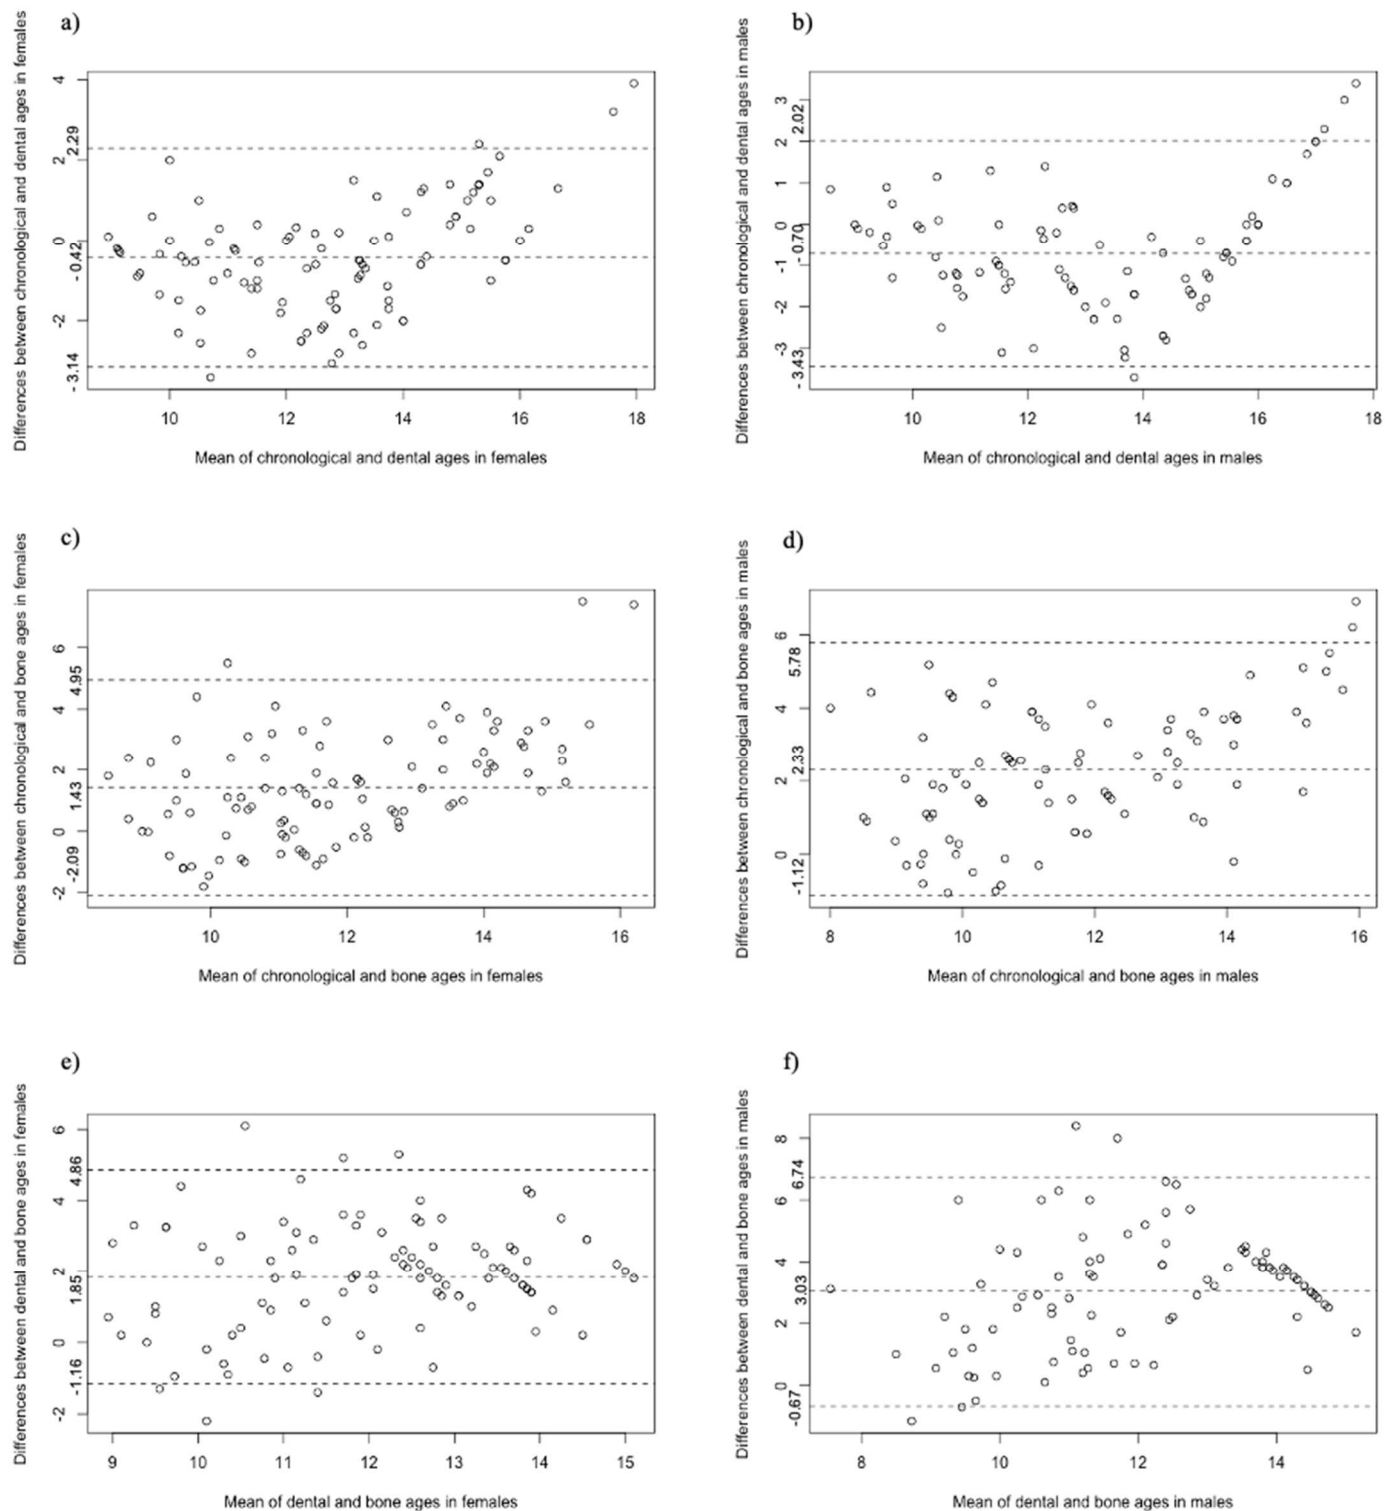 a)
Differences between chronological and dental ages in females
4
2.29
2
0
- 0.42
-2
- 3.14
10 12 14 16 18
Mean of chronological and dental ages in females
b)
Differences between chronological and dental ages in males
3
2.02
2
1
0
- 0.70
-1
-2
-3
- 3.43
10 12 14 16 18
Mean of chronological and dental ages in males
c)
Differences between chronological and bone ages in females
6
4.95
4
2
1.43
0
-2.09
-2
10 12 14 16
Mean of chronological and bone ages in females
d)
Differences between chronological and bone ages in males
6
5.78
4
2.33
2
0
-1.12
8 10 12 14 16
Mean of chronological and bone ages in males
e)
Differences between dental and bone ages in females
6
4.86
4
2
1.85
0
-1.16
-2
9 10 11 12 13 14 15
Mean of dental and bone ages in females
f)
Differences between dental and bone ages in males
8
6.74
6
4
3.03
2
0
-0.67
8 10 12 14
Mean of dental and bone ages in males